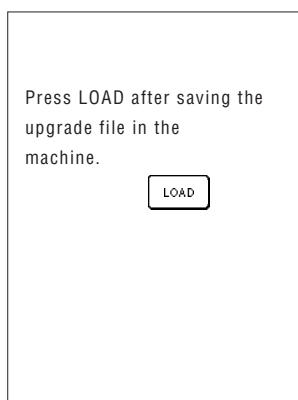 Press LOAD after saving the
upgrade file in the
machine.
LOAD